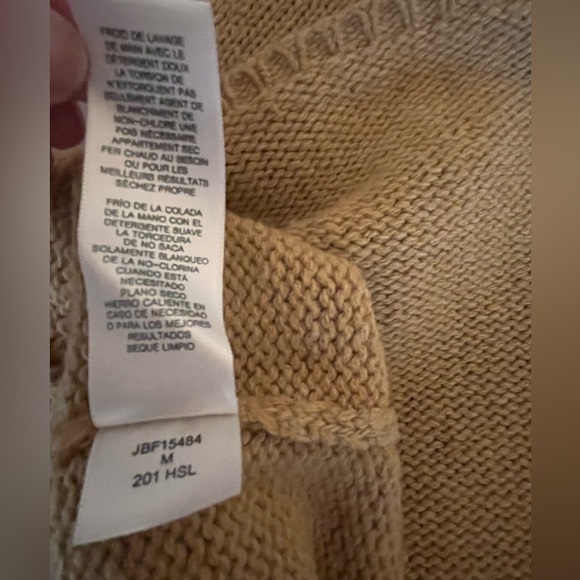 FROID DE LAVAGE
DE MAIN AVEC LE
DETERGENT DOUX
LA TORSION DE
N'EXTORQUENT PAS
SEULEMENT AGENT DE
BLANCHIMENT DE
NON-CHLORE UNE
FOIS NÉCESSAIRE
APPARTEMENT SEC
FER CHAUD AU BESOIN
OU POUR LES
MEILLEURS RÉSULTATS
SÉCHEZ PROPRE
FRÍO DE LA COLADA
DE LA MANO CON EL
DETERGENTE SUAVE
LA TORCEDURA
DE NO SACA
SOLAMENTE BLANQUEO
DE LA NO-CLORINA
CUANDO ESTÁ
NECESITADO
PLANO SECO
HIERRO CALIENTE EN
CASO DE NECESIDAD
O PARA LOS MEJORES
RESULTADOS
SEQUE LIMPIO
JBF15484
M
201 HSL